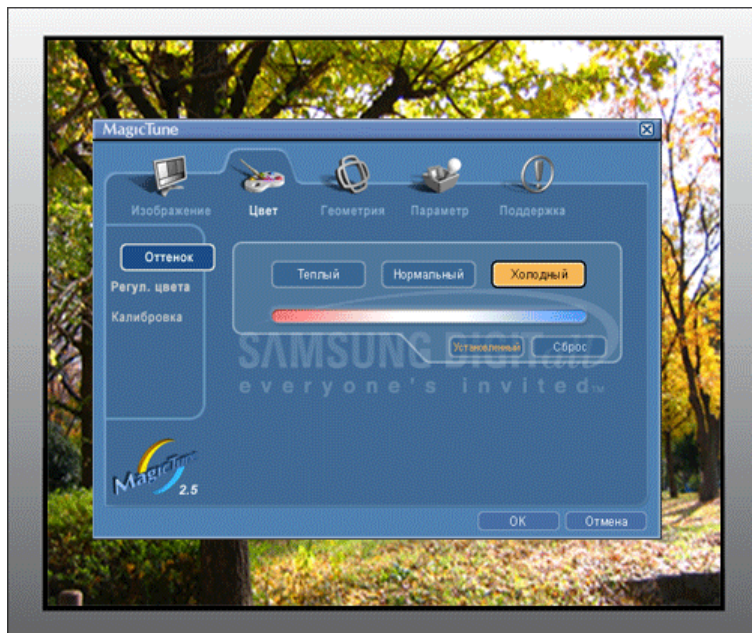 MagicTune
Изображение Цвет Геометрия Параметр Поддержка
Оттенок
Регул. цвета
Калибровка
Теплый Нормальный Холодный
Установленный Сброс
SAMSUNG DIGITall
everyone's invited™
MagicTune 2.5
OK Отмена